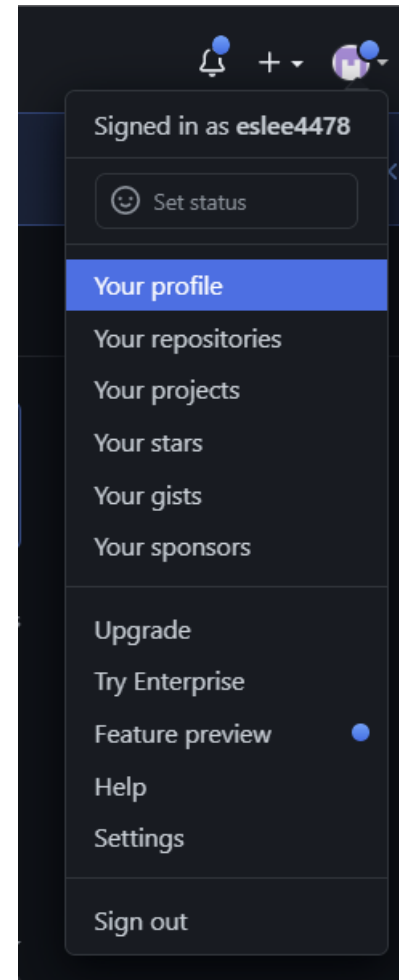 Signed in as eslee4478
Set status
Your profile
Your repositories
Your projects
Your stars
Your gists
Your sponsors
Upgrade
Try Enterprise
Feature preview
Help
Settings
Sign out